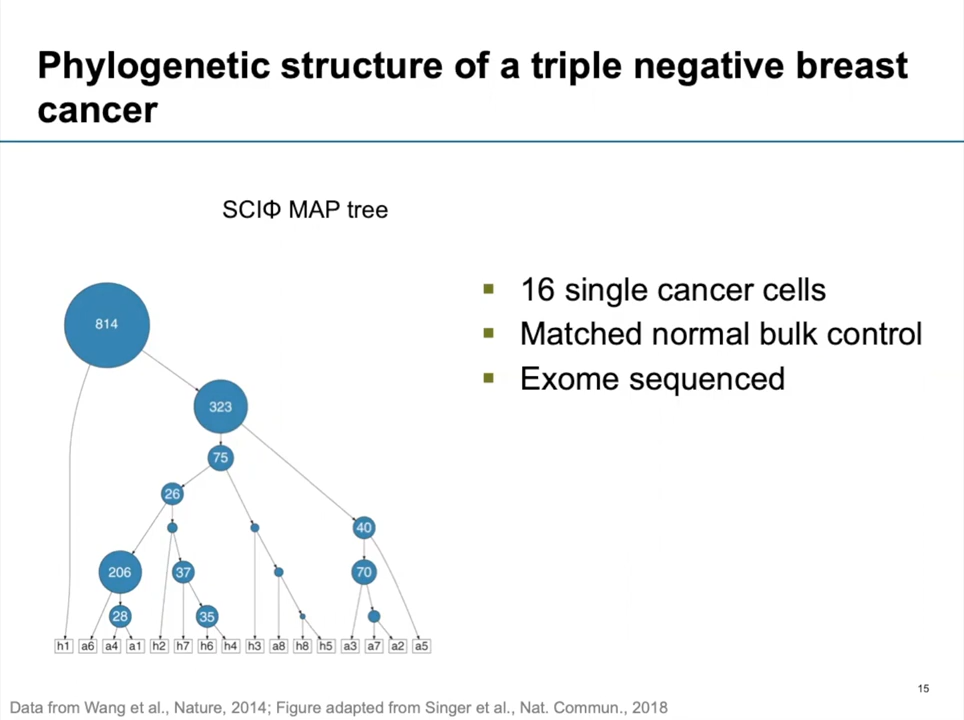 Phylogenetic structure of a triple negative breast
cancer
SCIΦ MAP tree
814
323
75
26
40
206
37
70
28
35
h1 a6 a4 a1 h2 h7 h6 h4 h3 a8 h8 h5 a3 a7 a2 a5
▪ 16 single cancer cells
▪ Matched normal bulk control
▪ Exome sequenced
15
Data from Wang et al., Nature, 2014; Figure adapted from Singer et al., Nat. Commun., 2018